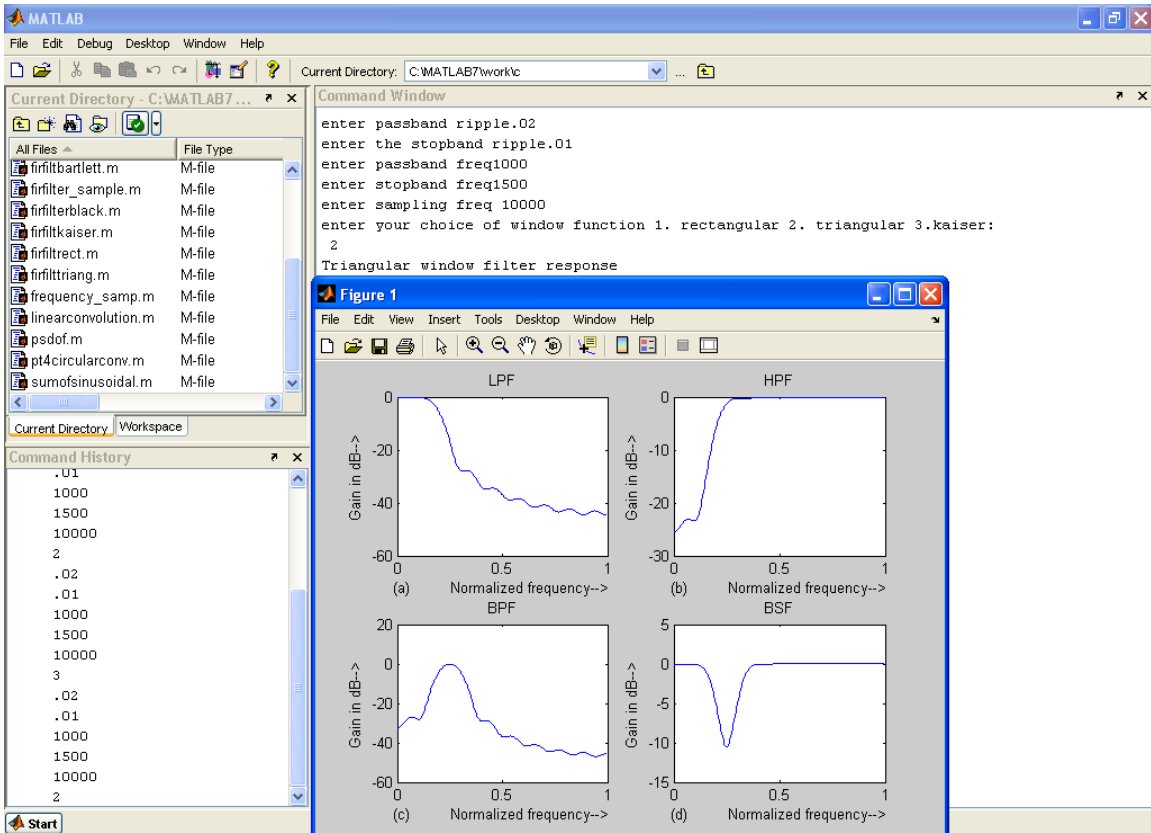 MATLAB
File Edit Debug Desktop Window Help
Current Directory: C:\MATLAB7\work\c
...
Current Directory - C:\MATLAB7...
All Files File Type
firfiltbartlett.m M-file
firfilter_sample.m M-file
firfilterblack.m M-file
firfiltkaiser.m M-file
firfiltrect.m M-file
firfilttriang.m M-file
frequency_samp.m M-file
linearconvolution.m M-file
psdof.m M-file
pt4circularconv.m M-file
sumofsinusoidal.m M-file
Current Directory Workspace
Command History
.01
1000
1500
10000
2
.02
.01
1000
1500
10000
3
.02
.01
1000
1500
10000
2
Start
Command Window
enter passband ripple.02
enter the stopband ripple.01
enter passband freq1000
enter stopband freq1500
enter sampling freq 10000
enter your choice of window function 1. rectangular 2. triangular 3.kaiser:
2
Triangular window filter response
Figure 1
File Edit View Insert Tools Desktop Window Help
LPF
0
-20
-40
-60
Gain in dB-->
0 0.5 1
(a) Normalized frequency-->
HPF
0
-10
-20
-30
Gain in dB-->
0 0.5 1
(b) Normalized frequency-->
BPF
20
0
-20
-40
-60
Gain in dB-->
0 0.5 1
(c) Normalized frequency-->
BSF
5
0
-5
-10
-15
Gain in dB-->
0 0.5 1
(d) Normalized frequency-->